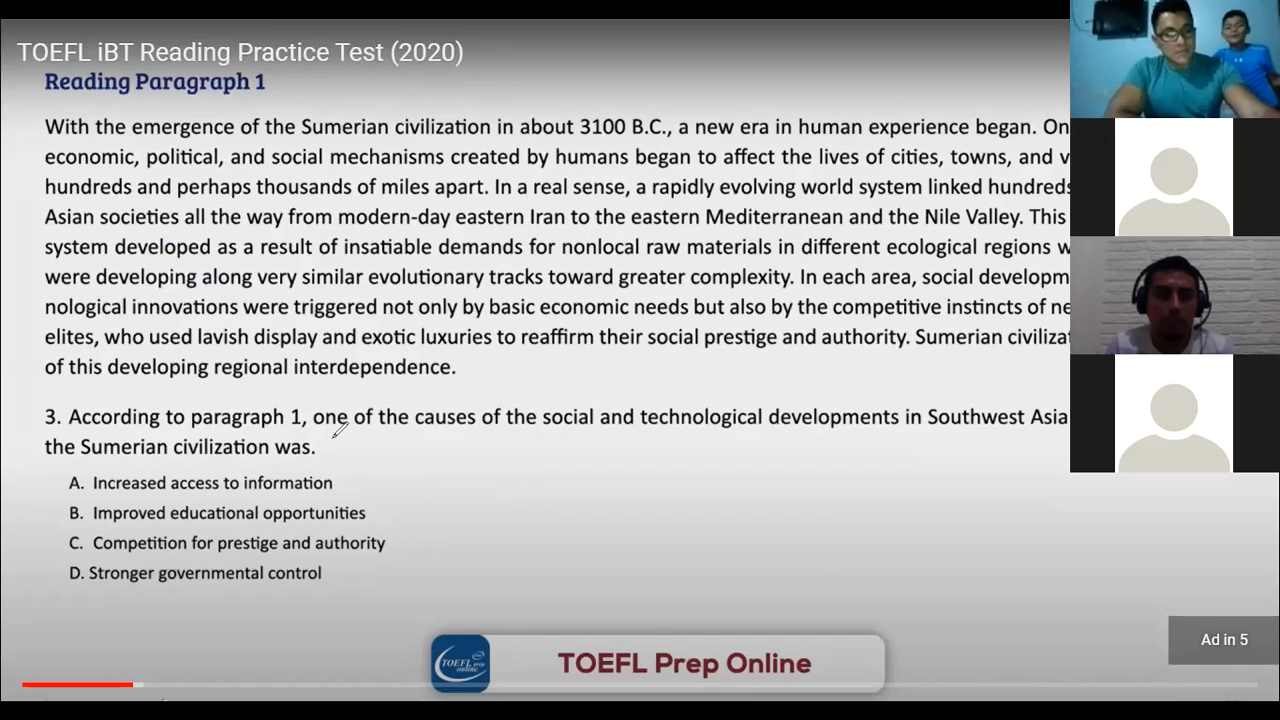 TOEFL iBT Reading Practice Test (2020)
Reading Paragraph 1
With the emergence of the Sumerian civilization in about 3100 B.C., a new era in human experience began. On
economic, political, and social mechanisms created by humans began to affect the lives of cities, towns, and v
hundreds and perhaps thousands of miles apart. In a real sense, a rapidly evolving world system linked hundreds
Asian societies all the way from modern-day eastern Iran to the eastern Mediterranean and the Nile Valley. This
system developed as a result of insatiable demands for nonlocal raw materials in different ecological regions w
were developing along very similar evolutionary tracks toward greater complexity. In each area, social developm
nological innovations were triggered not only by basic economic needs but also by the competitive instincts of ne
elites, who used lavish display and exotic luxuries to reaffirm their social prestige and authority. Sumerian civilizat
of this developing regional interdependence.
3. According to paragraph 1, one of the causes of the social and technological developments in Southwest Asia
the Sumerian civilization was.
A. Increased access to information
B. Improved educational opportunities
C. Competition for prestige and authority
D. Stronger governmental control
TOEFL Prep Online
Ad in 5